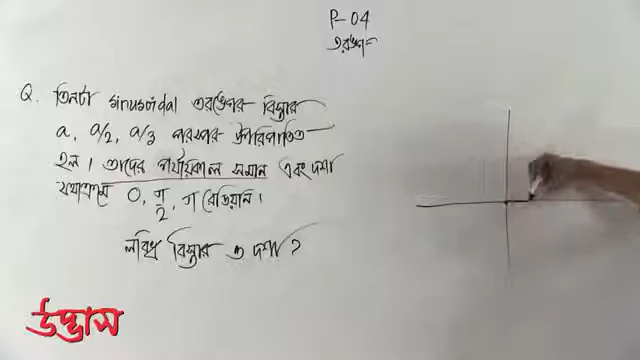 P-04
তরঙ্গ
Q. তিনটা sinusoidal তরঙ্গের বিস্তার
a, a/2, a/3 পরস্পর উপরিপাতিত
হল। তাদের পর্যায়কাল সমান এবং দশা
যথাক্রমে 0, π/2, π রেডিয়ান।
লব্ধি বিস্তার ও দশা?
উদ্ভাস